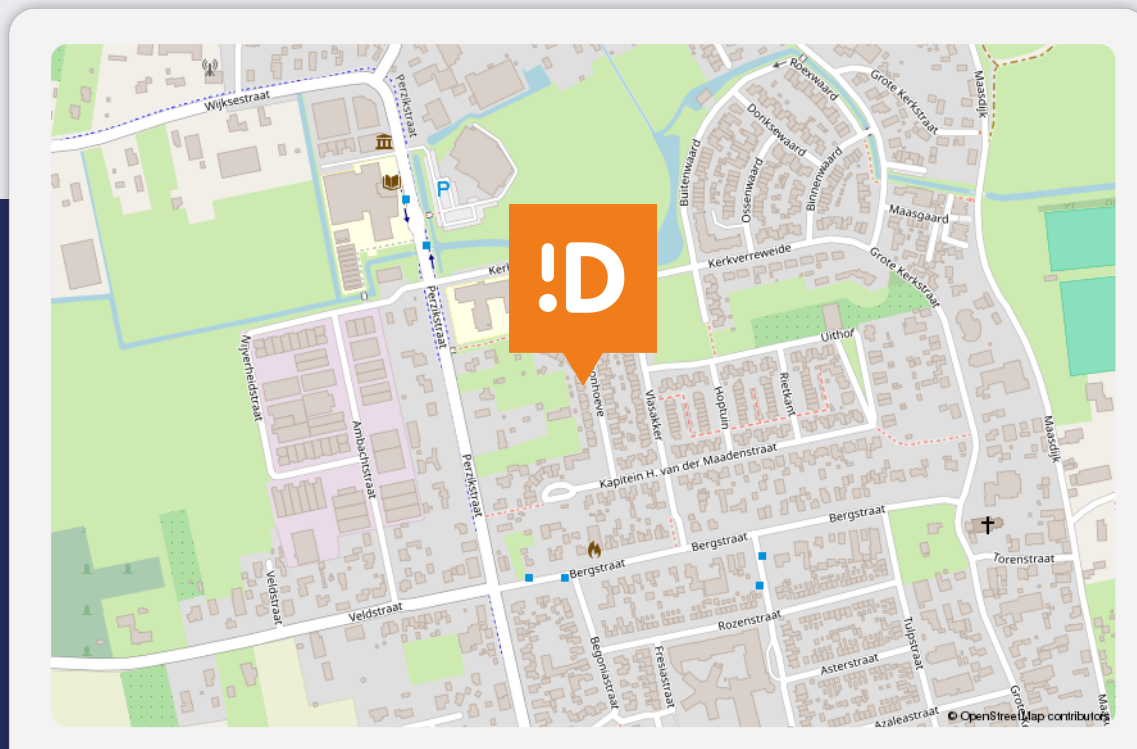 Wijksestraat
Perzikstraat
Roexwaard
Grote Kerkstraat
Maasdijk
Donksewaard
Buitenwaard
Ossenwaard
Binnenwaard
Maasgaard
P
!D
Kerkverreweide
Grote Kerkstraat
Perzikstraat
Nijverheidstraat
Uithof
Vlasakker
Hoptuin
Rietkant
Ambachtstraat
Maasdijk
Perzikstraat
Kapitein H. van der Maadenstraat
Bergstraat
Bergstraat
Bergstraat
Torenstraat
Veldstraat
Veldstraat
Rozenstraat
Begoniastraat
Fresiastraat
Tulpstraat
Asterstraat
Azaleastraat
© OpenStreetMap contributors